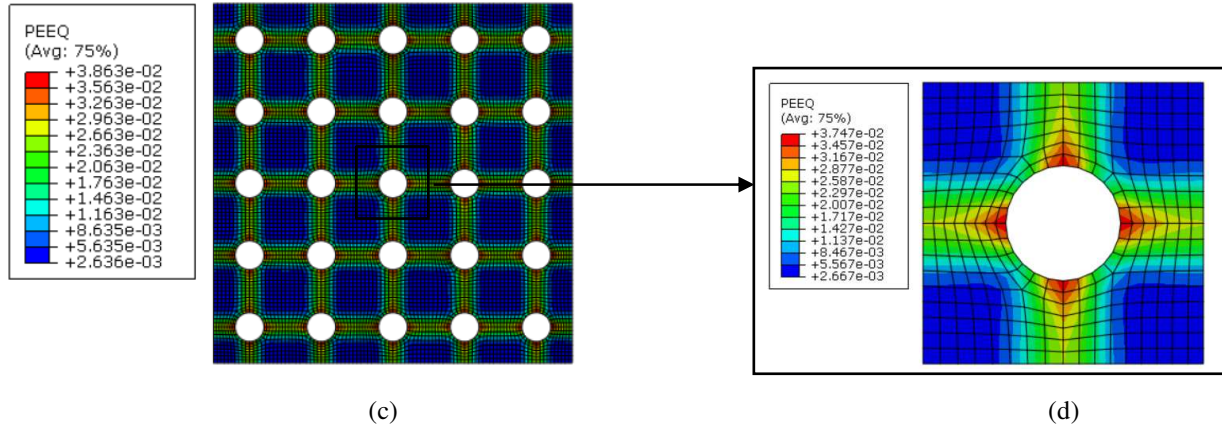 PEEQ
(Avg: 75%)
+3.863e-02
+3.563e-02
+3.263e-02
+2.963e-02
+2.663e-02
+2.363e-02
+2.063e-02
+1.763e-02
+1.463e-02
+1.163e-02
+8.635e-03
+5.635e-03
+2.636e-03
PEEQ
(Avg: 75%)
+3.747e-02
+3.457e-02
+3.167e-02
+2.877e-02
+2.587e-02
+2.297e-02
+2.007e-02
+1.717e-02
+1.427e-02
+1.137e-02
+8.467e-03
+5.567e-03
+2.667e-03
(c)
(d)